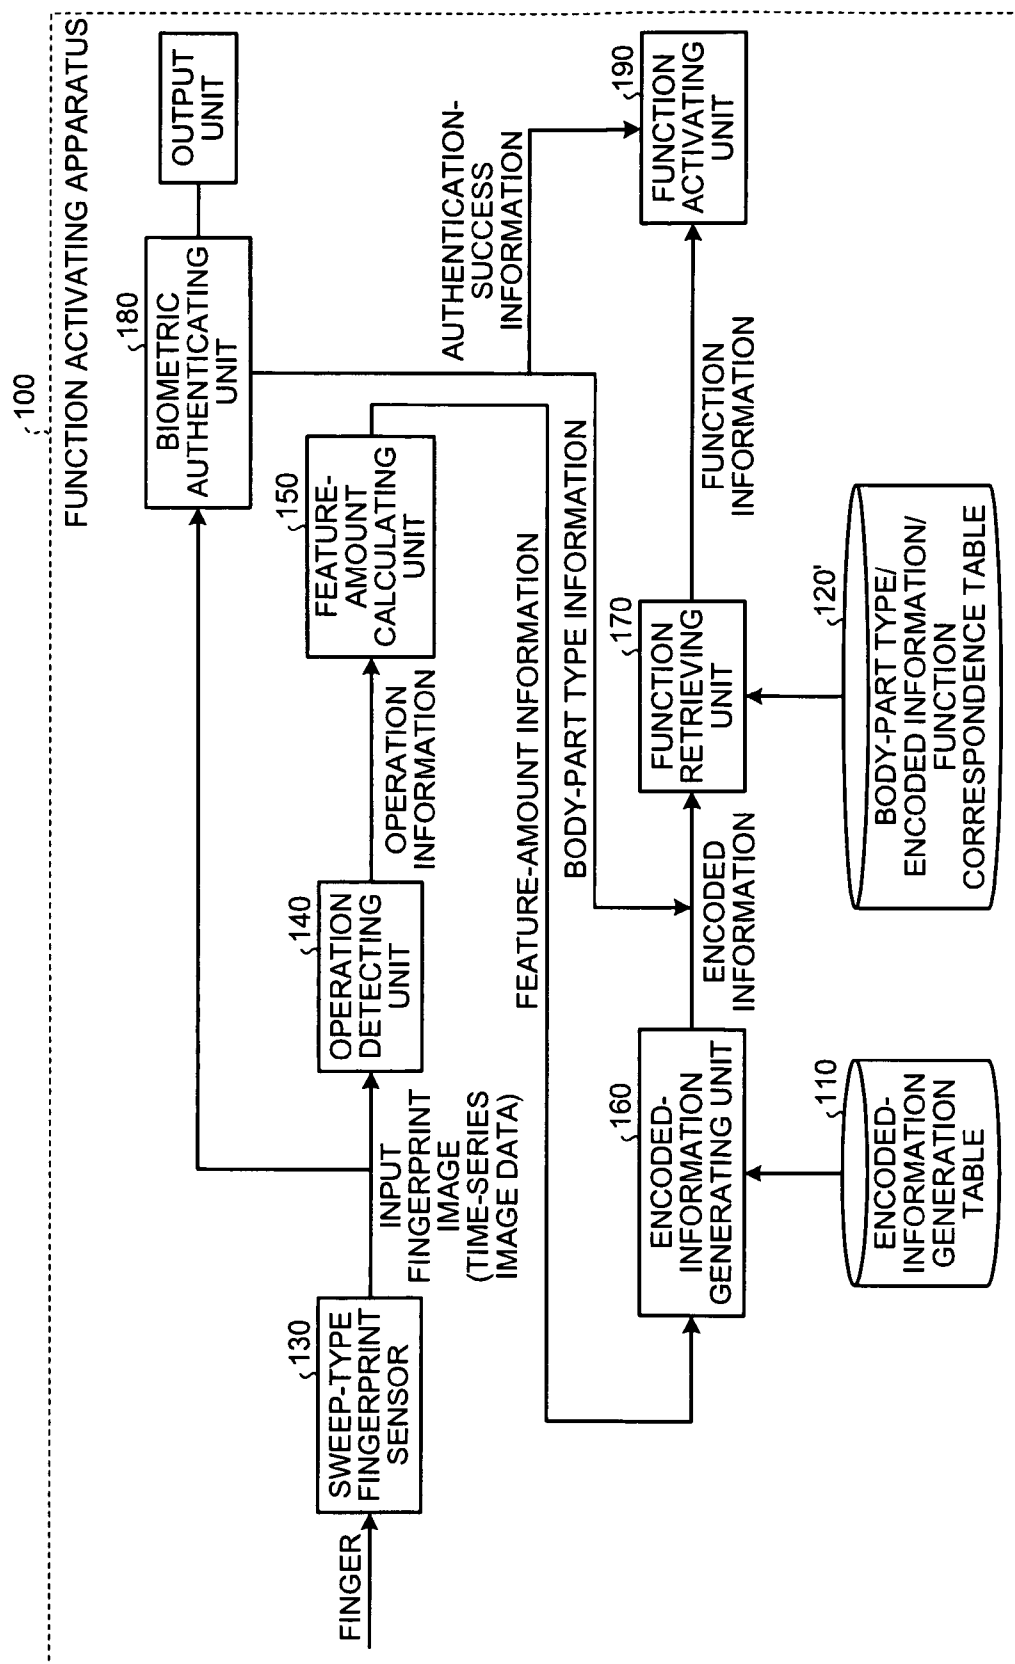 100
FUNCTION ACTIVATING APPARATUS
FINGER
130
SWEEP-TYPE
FINGERPRINT
SENSOR
INPUT
FINGERPRINT
IMAGE
(TIME-SERIES
IMAGE DATA)
140
OPERATION
DETECTING
UNIT
OPERATION
INFORMATION
150
FEATURE-
AMOUNT
CALCULATING
UNIT
180
BIOMETRIC
AUTHENTICATING
UNIT
OUTPUT
UNIT
FEATURE-AMOUNT INFORMATION
BODY-PART TYPE INFORMATION
AUTHENTICATION-
SUCCESS
INFORMATION
160
ENCODED-
INFORMATION
GENERATING UNIT
ENCODED
INFORMATION
170
FUNCTION
RETRIEVING
UNIT
FUNCTION
INFORMATION
190
FUNCTION
ACTIVATING
UNIT
110
ENCODED-
INFORMATION
GENERATION
TABLE
120'
BODY-PART TYPE/
ENCODED INFORMATION/
FUNCTION
CORRESPONDENCE TABLE